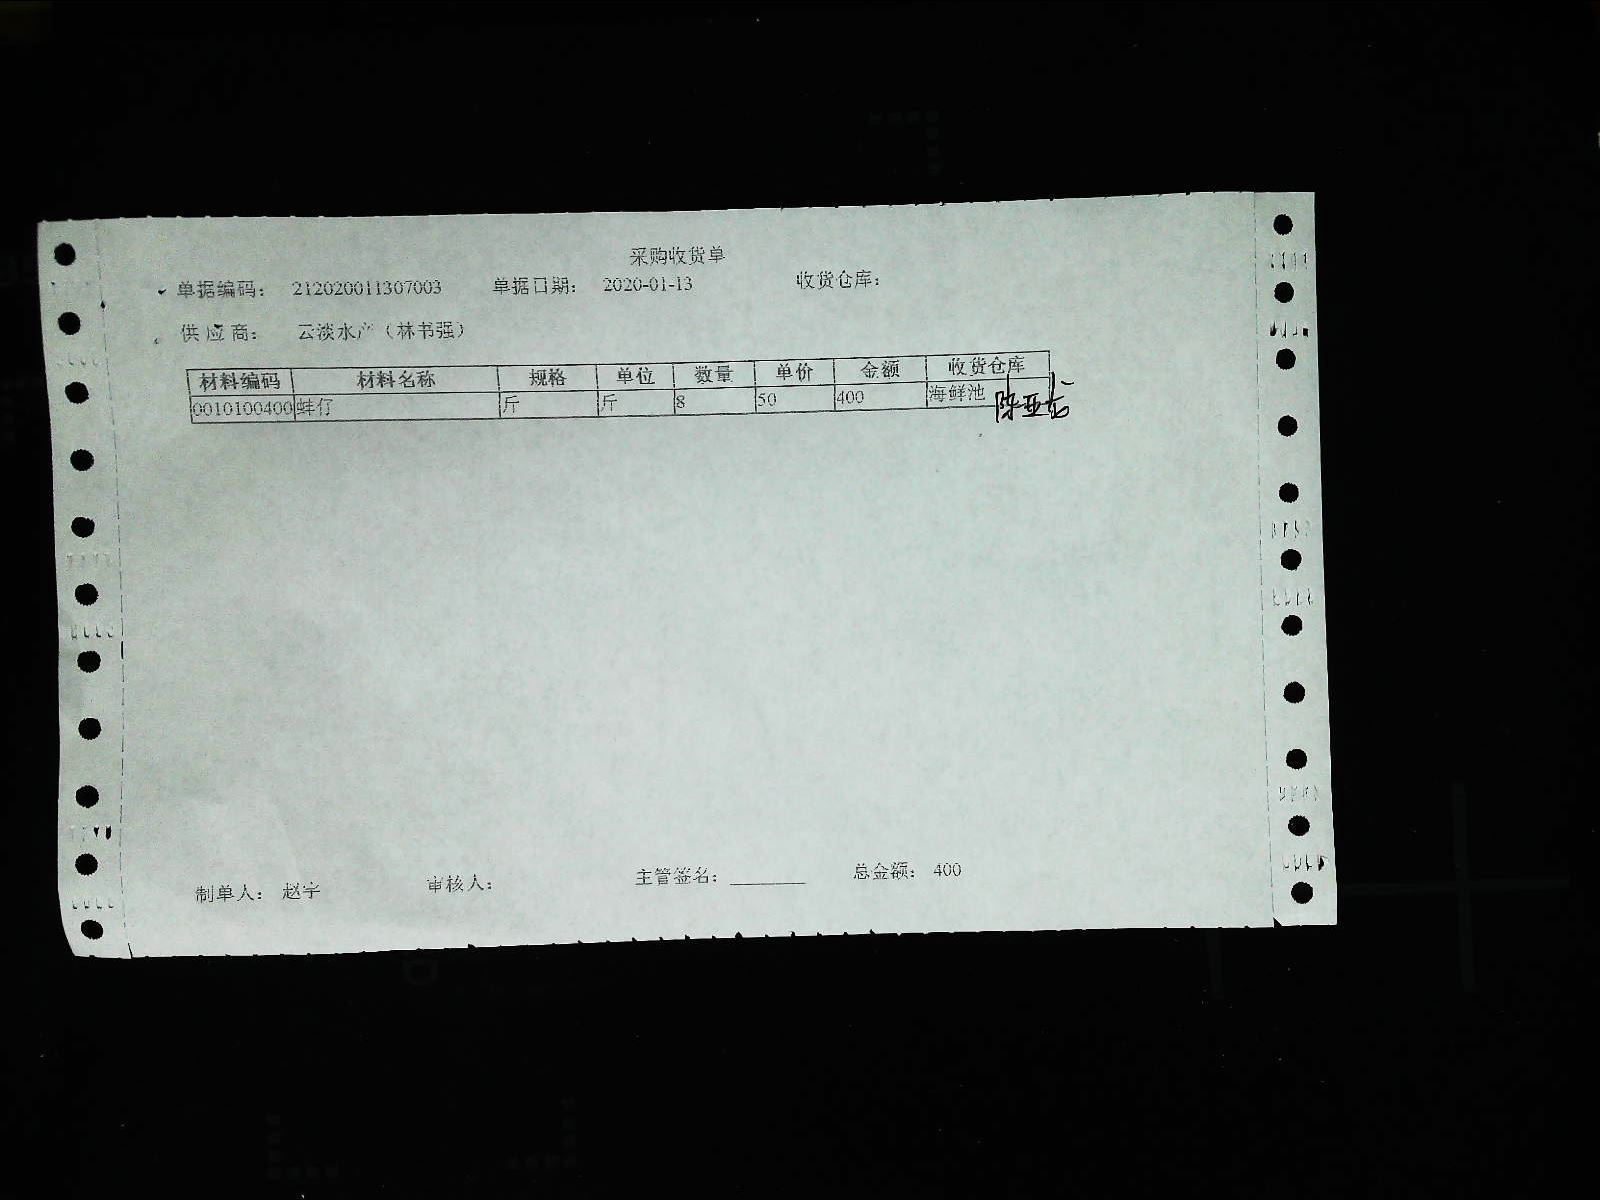 采购收货单
单据编码： 212020011307003 单据日期： 2020-01-13 收货仓库：
供应商： 云淡水产（林书强）
材料编码 材料名称 规格 单位 数量 单价 金额 收货仓库
0010100400 蚌仔 斤 斤 8 50 400 海鲜池
制单人： 赵宇 审核人： 主管签名： ________ 总金额： 400